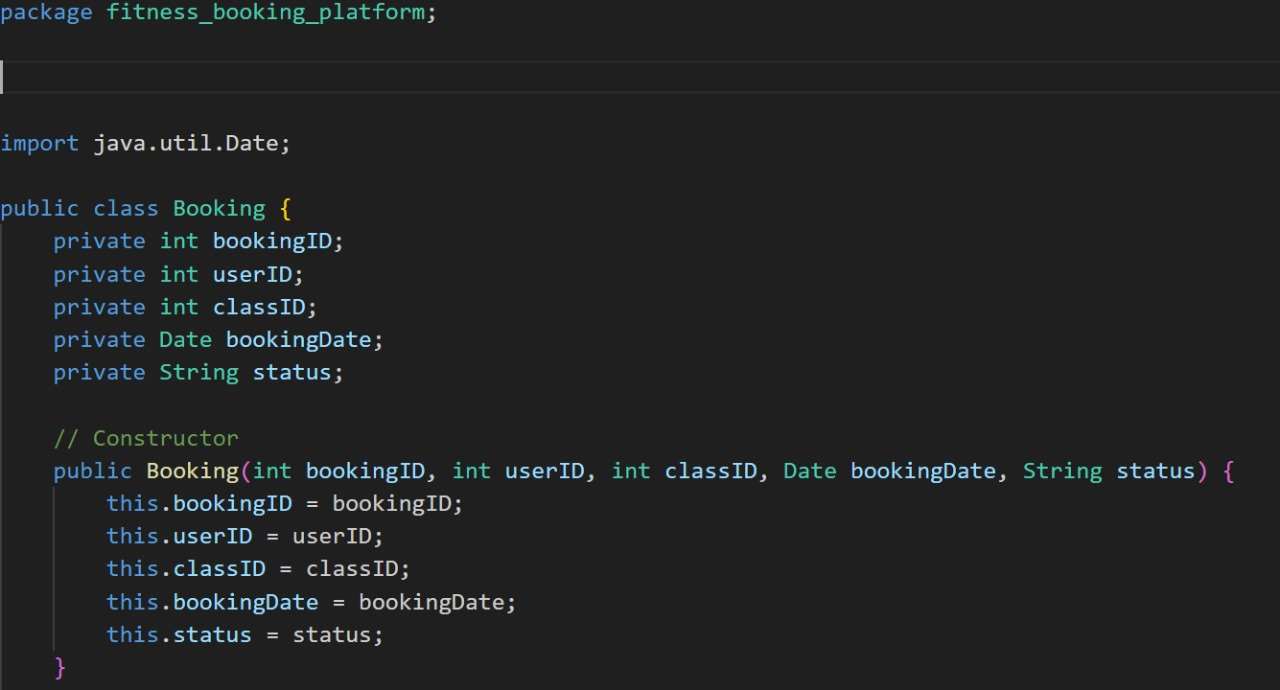 package fitness_booking_platform;
import java.util.Date;
public class Booking {
    private int bookingID;
    private int userID;
    private int classID;
    private Date bookingDate;
    private String status;
    // Constructor
    public Booking(int bookingID, int userID, int classID, Date bookingDate, String status) {
        this.bookingID = bookingID;
        this.userID = userID;
        this.classID = classID;
        this.bookingDate = bookingDate;
        this.status = status;
    }